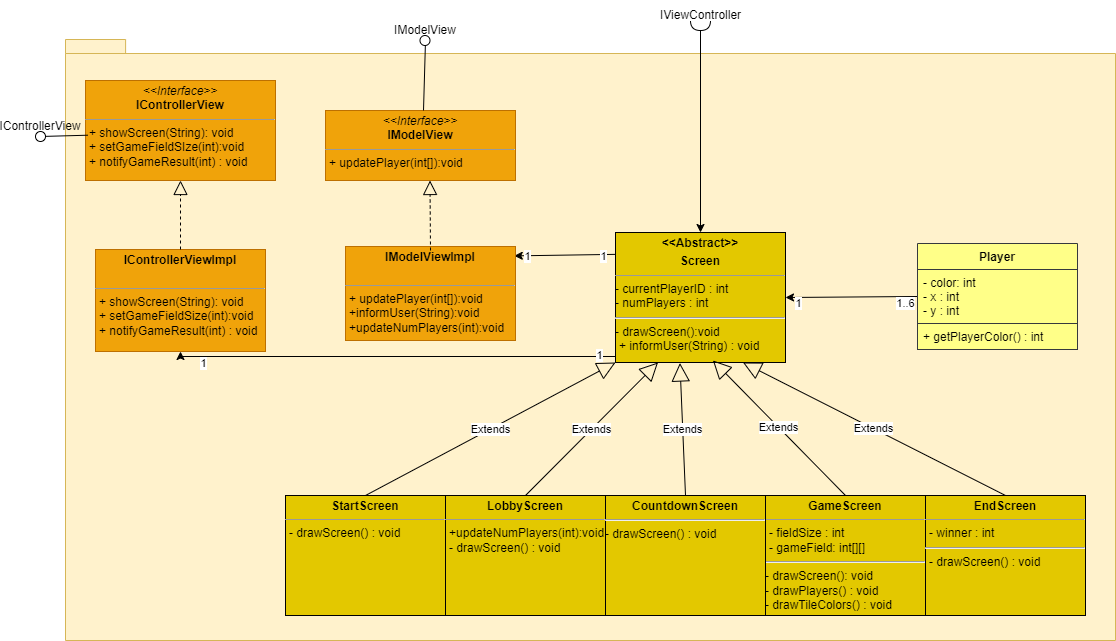 IViewController
IModelView
IControllerView
<<Interface>>
IControllerView
+ showScreen(String): void
+ setGameFieldSIze(int):void
+ notifyGameResult(int) : void
<<Interface>>
IModelView
+ updatePlayer(int[]):void
IControllerViewImpl
+ showScreen(String): void
+ setGameFieldSize(int):void
+ notifyGameResult(int) : void
IModelViewImpl
+ updatePlayer(int[]):void
+informUser(String):void
+updateNumPlayers(int):void
1
1
<<Abstract>>
Screen
- currentPlayerID : int
- numPlayers : int
- drawScreen():void
+ informUser(String) : void
1
1..6
Player
- color: int
- x : int
- y : int
+ getPlayerColor() : int
1
1
Extends
Extends
Extends
Extends
Extends
StartScreen
- drawScreen() : void
LobbyScreen
+updateNumPlayers(int):void
- drawScreen() : void
CountdownScreen
- drawScreen() : void
GameScreen
- fieldSize : int
- gameField: int[][]
- drawScreen(): void
- drawPlayers() : void
- drawTileColors() : void
EndScreen
- winner : int
- drawScreen() : void